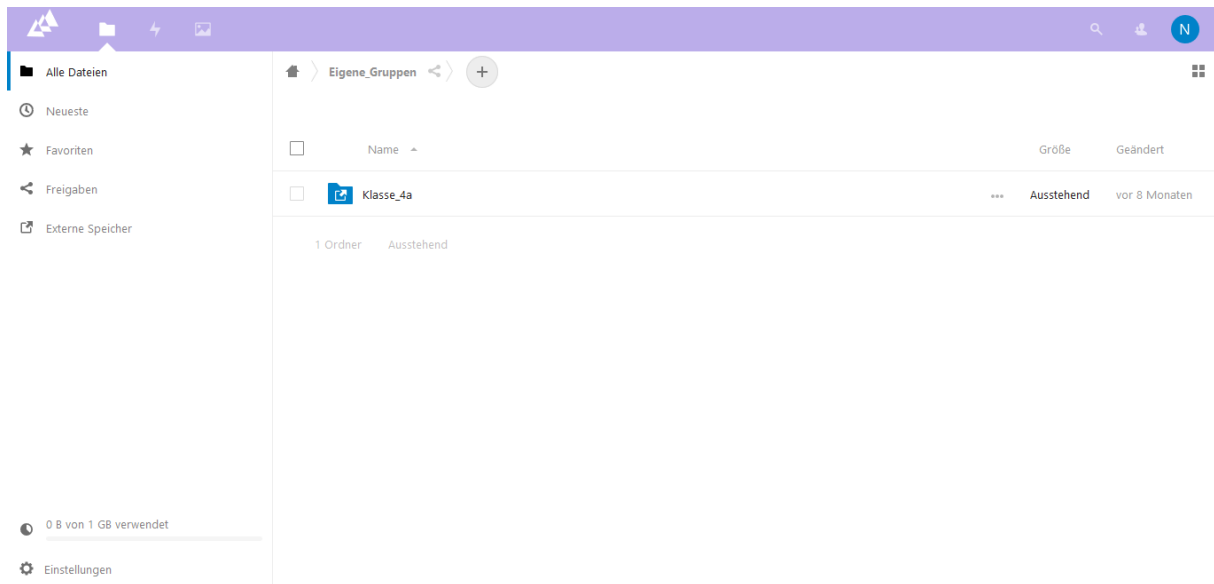 N
Alle Dateien
Eigene_Gruppen
Neueste
Favoriten
Name Größe Geändert
Freigaben
Klasse_4a Ausstehend vor 8 Monaten
Externe Speicher
1 Ordner Ausstehend
0 B von 1 GB verwendet
Einstellungen